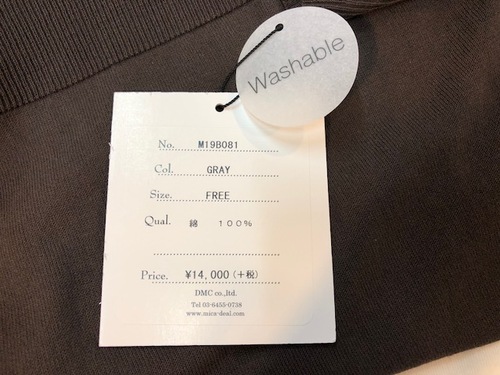 Washable
No. M19B081
Col. GRAY
Size. FREE
Qual. 綿 100%
Price. ¥14,000(+税)
DMC co.,ltd.
Tel 03-6455-0738
www.mica-deal.com